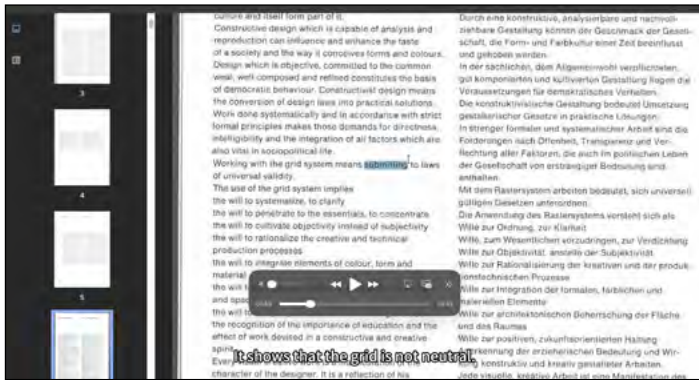 culture and itself form part of it.
Constructive design which is capable of analysis and
reproduction can influence and enhance the taste
of a society and the way it conceives forms and colours.
Design which is objective, committed to the common
weal, well composed and refined constitutes the basis
of democratic behaviour. Constructivist design means
the conversion of design laws into practical solutions.
Work done systematically and in accordance with strict
formal principles makes those demands for directness,
intelligibility and the integration of all factors which are
also vital in sociopolitical life.
Working with the grid system means submitting to laws
of universal validity.
The use of the grid system implies
the will to systematize, to clarify
the will to penetrate to the essentials, to concentrate
the will to cultivate objectivity instead of subjectivity
the will to rationalize the creative and technical
production processes
the will to integrate elements of colour, form and
material
the will
and space
the will
the recognition of the importance of education and the
effect of work devised in a constructive and creative
spirit.
Every
character of the designer. It is a reflection of his
Durch eine konstruktive, analysierbare und nachvoll-
ziehbare Gestaltung können der Geschmack der Gesell-
schaft, die Form- und Farbkultur einer Zeit beeinflusst
und gehoben werden.
In der sachlichen, dem Allgemeinwohl verpflichteten,
gut komponierten und kultivierten Gestaltung liegen die
Voraussetzungen für demokratisches Verhalten.
Die konstruktivistische Gestaltung bedeutet Umsetzung
gestalterischer Gesetze in praktische Lösungen.
In strenger formaler und systematischer Arbeit sind die
Forderungen nach Offenheit, Transparenz und Ver-
flechtung aller Faktoren, die auch im politischen Leben
der Gesellschaft von erstrangiger Bedeutung sind,
enthalten.
Mit dem Rastersystem arbeiten bedeutet, sich universell
gültigen Gesetzen unterordnen.
Die Anwendung des Rastersystems versteht sich als
Wille zur Ordnung, zur Klarheit
Wille, zum Wesentlichen vorzudringen, zur Verdichtung
Wille zur Objektivität, anstelle der Subjektivität
Wille zur Rationalisierung der kreativen und der produk-
tionstechnischen Prozesse
Wille zur Integration der formalen, farblichen und
materiellen Elemente
Wille zur architektonischen Beherrschung der Fläche
und des Raumes
Wille zur positiven, zukunftsorientierten Haltung
erkennung der erzieherischen Bedeutung und Wir-
kung konstruktiv und kreativ gestalteter Arbeiten.
Jede visuelle, kreative Arbeit ist eine Manifestation des
3
4
5
It shows that the grid is not neutral.